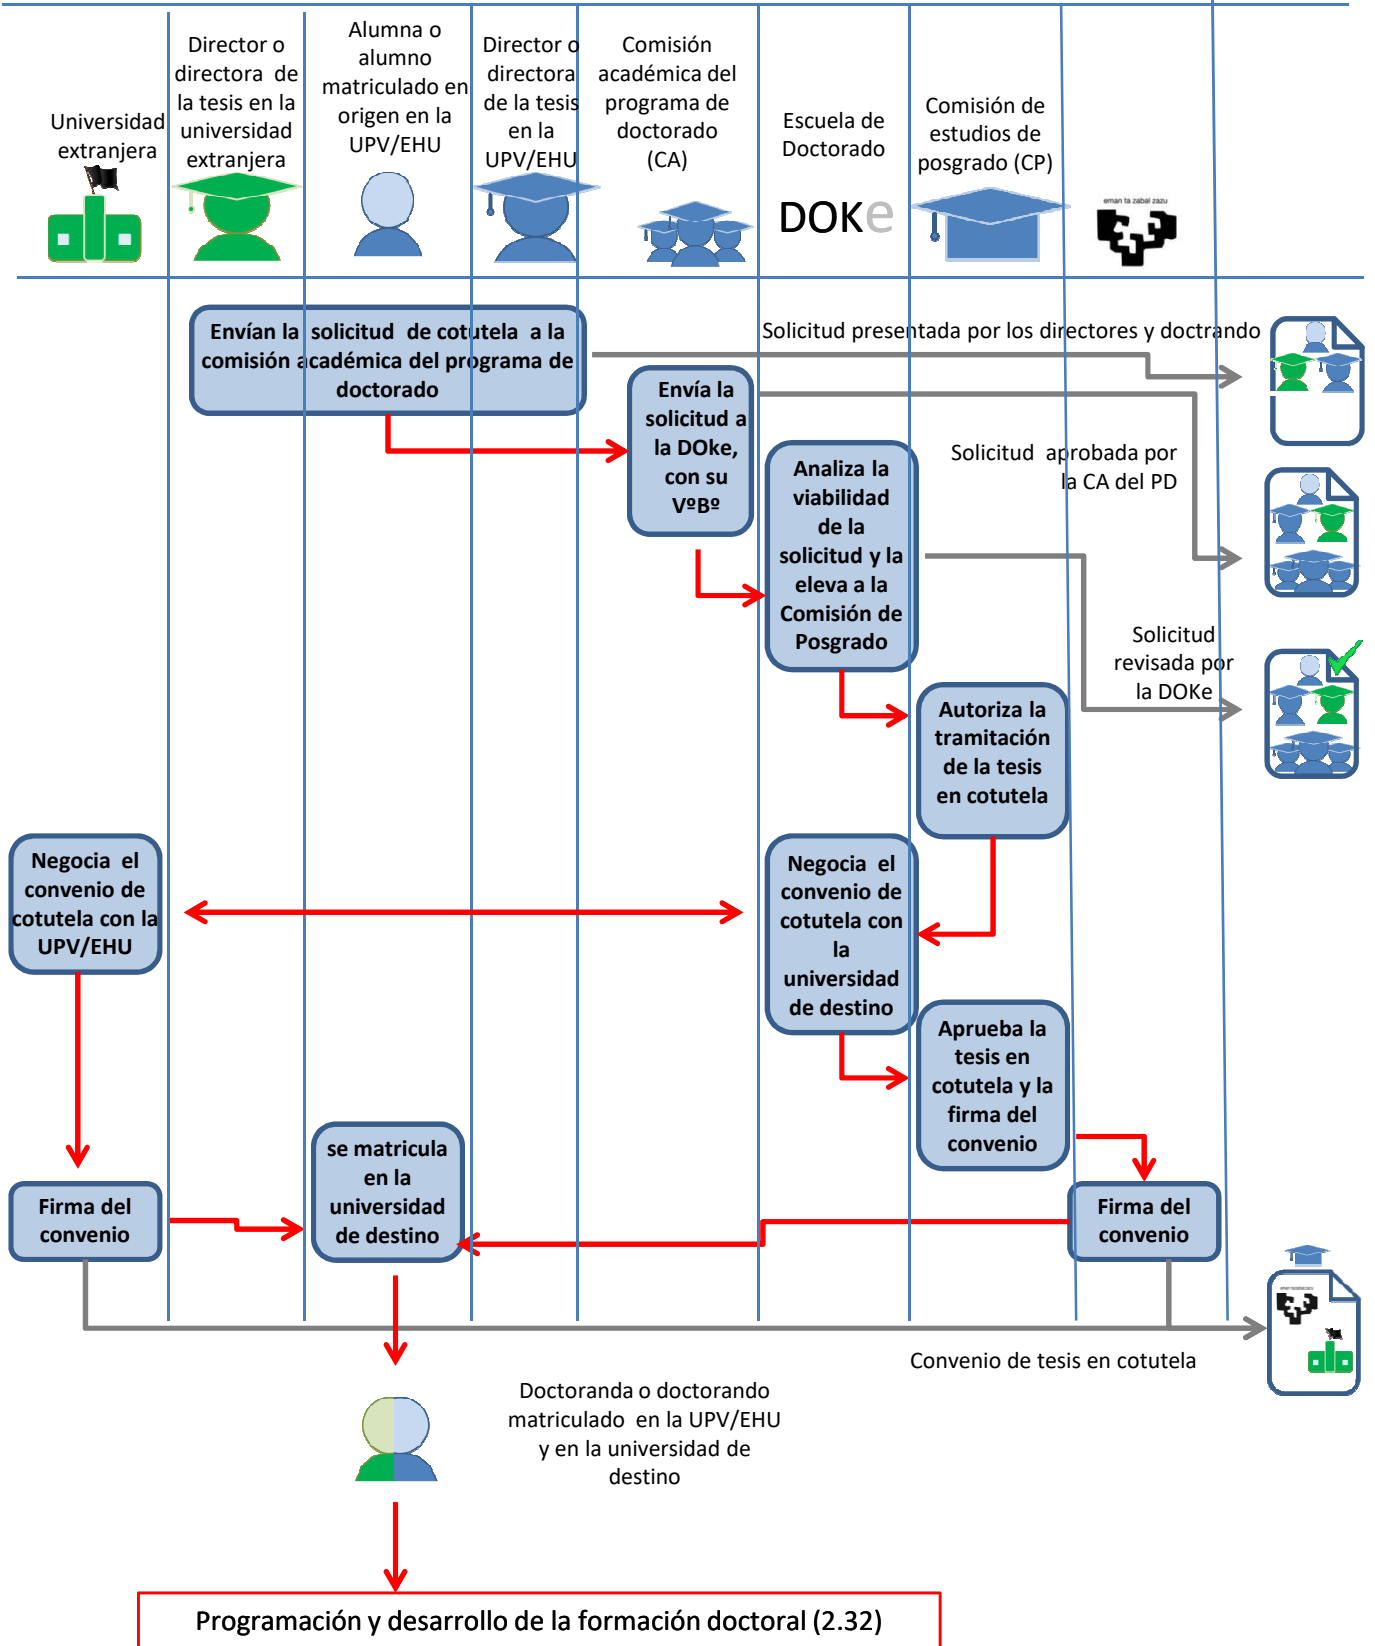 Universidad
extranjera
Director o
directora de
la tesis en la
universidad
extranjera
Alumna o
alumno
matriculado en
origen en la
UPV/EHU
Director o
directora
de la tesis
en la
UPV/EHU
Comisión
académica del
programa de
doctorado
(CA)
Escuela de
Doctorado
DOKe
Comisión de
estudios de
posgrado (CP)
eman ta zabal zazu
Envían la solicitud de cotutela a la
comisión académica del programa de
doctorado
Solicitud presentada por los directores y doctrando
Envía la
solicitud a
la DOke,
con su
VºBº
Solicitud aprobada por
la CA del PD
Analiza la
viabilidad
de la
solicitud y la
eleva a la
Comisión de
Posgrado
Solicitud
revisada por
la DOKe
Autoriza la
tramitación
de la tesis
en cotutela
Negocia el
convenio de
cotutela con la
UPV/EHU
Negocia el
convenio de
cotutela con
la
universidad
de destino
Aprueba la
tesis en
cotutela y la
firma del
convenio
se matricula
en la
universidad
de destino
Firma del
convenio
Firma del
convenio
eman ta zabal zazu
Convenio de tesis en cotutela
Doctoranda o doctorando
matriculado en la UPV/EHU
y en la universidad de
destino
Programación y desarrollo de la formación doctoral (2.32)